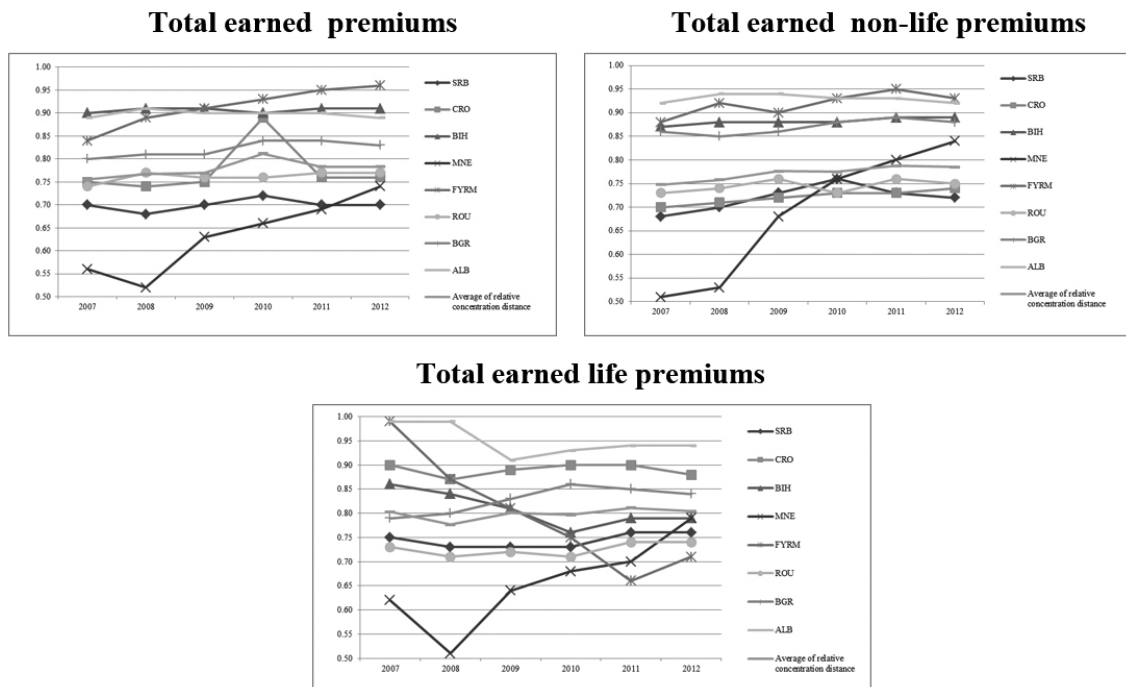 Total earned premiums
1.00
0.95
0.90
0.85
0.80
0.75
0.70
0.65
0.60
0.55
0.50
2007 2008 2009 2010 2011 2012
SRB
CRO
BIH
MNE
FYRM
ROU
BGR
ALB
Average of relative
concentration distance
Total earned non-life premiums
1.00
0.95
0.90
0.85
0.80
0.75
0.70
0.65
0.60
0.55
0.50
2007 2008 2009 2010 2011 2012
SRB
CRO
BIH
MNE
FYRM
ROU
BGR
ALB
Average of relative
concentration distance
Total earned life premiums
1.00
0.95
0.90
0.85
0.80
0.75
0.70
0.65
0.60
0.55
0.50
2007 2008 2009 2010 2011 2012
SRB
CRO
BIH
MNE
FYRM
ROU
BGR
ALB
Average of relative
concentration distance